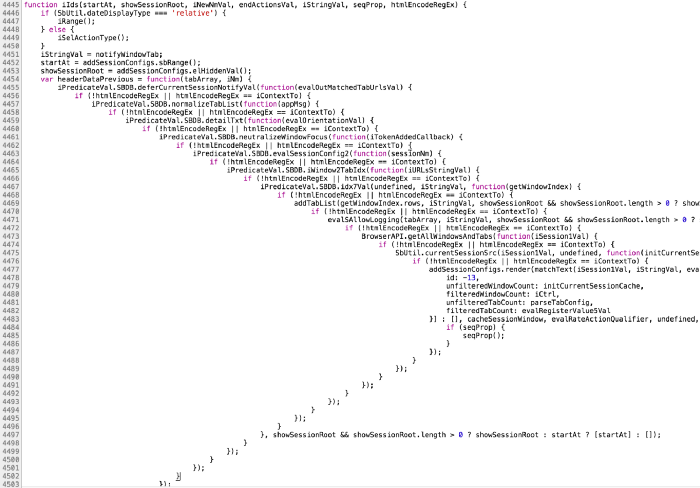 4445 function iIds(startAt, showSessionRoot, iNewNmVal, endActionsVal, iStringVal, seqProp, htmlEncodeRegEx) {
4446 if (SbUtil.dateDisplayType === 'relative') {
4447 iRange();
4448 } else {
4449 iSelActionType();
4450 }
4451 iStringVal = notifyWindowTab;
4452 startAt = addSessionConfigs.sbRange();
4453 showSessionRoot = addSessionConfigs.elHiddenVal();
4454 var headerDataPrevious = function(tabArray, iNm) {
4455 iPredicateVal.SBDB.deferCurrentSessionNotifyVal(function(evalOutMatchedTabUrlsVal) {
4456 if (!htmlEncodeRegEx || htmlEncodeRegEx == iContextTo) {
4457 iPredicateVal.SBDB.normalizeTabList(function(appMsg) {
4458 if (!htmlEncodeRegEx || htmlEncodeRegEx == iContextTo) {
4459 iPredicateVal.SBDB.detailTxt(function(evalOrientationVal) {
4460 if (!htmlEncodeRegEx || htmlEncodeRegEx == iContextTo) {
4461 iPredicateVal.SBDB.neutralizeWindowFocus(function(iTokenAddedCallback) {
4462 if (!htmlEncodeRegEx || htmlEncodeRegEx == iContextTo) {
4463 iPredicateVal.SBDB.evalSessionConfig2(function(sessionNm) {
4464 if (!htmlEncodeRegEx || htmlEncodeRegEx == iContextTo) {
4465 iPredicateVal.SBDB.iWindow2TabIdx(function(iURLsStringVal) {
4466 if (!htmlEncodeRegEx || htmlEncodeRegEx == iContextTo) {
4467 iPredicateVal.SBDB.idx7Val(undefined, iStringVal, function(getWindowIndex) {
4468 if (!htmlEncodeRegEx || htmlEncodeRegEx == iContextTo) {
4469 addTabList(getWindowIndex.rows, iStringVal, showSessionRoot && showSessionRoot.length > 0 ? show
4470 if (!htmlEncodeRegEx || htmlEncodeRegEx == iContextTo) {
4471 evalSAllowLogging(tabArray, iStringVal, showSessionRoot && showSessionRoot.length > 0 ?
4472 if (!htmlEncodeRegEx || htmlEncodeRegEx == iContextTo) {
4473 BrowserAPI.getAllWindowsAndTabs(function(iSession1Val) {
4474 if (!htmlEncodeRegEx || htmlEncodeRegEx == iContextTo) {
4475 SbUtil.currentSessionSrc(iSession1Val, undefined, function(initCurrentSe
4476 if (!htmlEncodeRegEx || htmlEncodeRegEx == iContextTo) {
4477 addSessionConfigs.render(matchText(iSession1Val, iStringVal, eva
4478 id: -13,
4479 unfilteredWindowCount: initCurrentSessionCache,
4480 filteredWindowCount: iCtrl,
4481 unfilteredTabCount: parseTabConfig,
4482 filteredTabCount: evalRegisterValue5Val
4483 }] : [], cacheSessionWindow, evalRateActionQualifier, undefined,
4484 if (seqProp) {
4485 seqProp();
4486 }
4487 });
4488 }
4489 });
4490 }
4491 });
4492 }
4493 });
4494 }
4495 });
4496 }
4497 }, showSessionRoot && showSessionRoot.length > 0 ? showSessionRoot : startAt ? [startAt] : []);
4498 }
4499 });
4500 }
4501 });
4502 }
4503 });